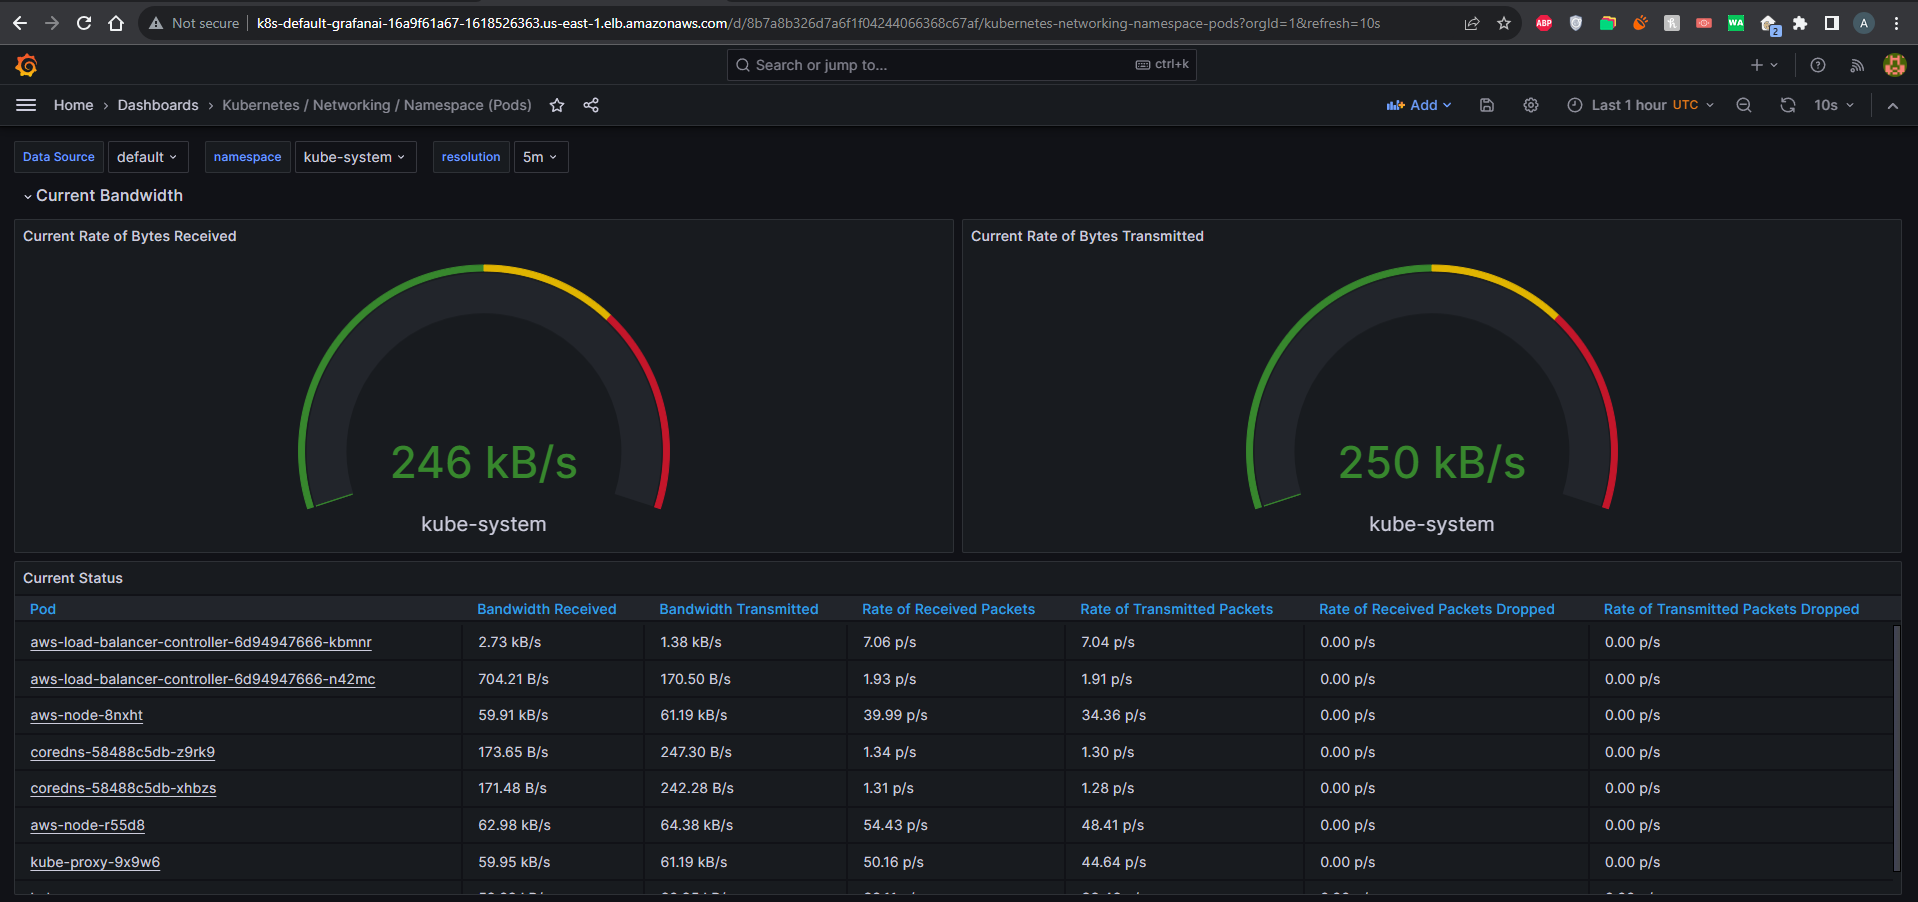 Not secure | k8s-default-grafanai-16a9f61a67-1618526363.us-east-1.elb.amazonaws.com/d/8b7a8b326d7a6f1f04244066368c67af/kubernetes-networking-namespace-pods?orgId=1&refresh=10s
ABP
WA
2
A
Search or jump to...
ctrl+k
Home › Dashboards › Kubernetes / Networking / Namespace (Pods)
Add
Last 1 hour UTC
10s
Data Source default
namespace kube-system
resolution 5m
Current Bandwidth
Current Rate of Bytes Received
246 kB/s
kube-system
Current Rate of Bytes Transmitted
250 kB/s
kube-system
Current Status
Pod Bandwidth Received Bandwidth Transmitted Rate of Received Packets Rate of Transmitted Packets Rate of Received Packets Dropped Rate of Transmitted Packets Dropped
aws-load-balancer-controller-6d94947666-kbmnr 2.73 kB/s 1.38 kB/s 7.06 p/s 7.04 p/s 0.00 p/s 0.00 p/s
aws-load-balancer-controller-6d94947666-n42mc 704.21 B/s 170.50 B/s 1.93 p/s 1.91 p/s 0.00 p/s 0.00 p/s
aws-node-8nxht 59.91 kB/s 61.19 kB/s 39.99 p/s 34.36 p/s 0.00 p/s 0.00 p/s
coredns-58488c5db-z9rk9 173.65 B/s 247.30 B/s 1.34 p/s 1.30 p/s 0.00 p/s 0.00 p/s
coredns-58488c5db-xhbzs 171.48 B/s 242.28 B/s 1.31 p/s 1.28 p/s 0.00 p/s 0.00 p/s
aws-node-r55d8 62.98 kB/s 64.38 kB/s 54.43 p/s 48.41 p/s 0.00 p/s 0.00 p/s
kube-proxy-9x9w6 59.95 kB/s 61.19 kB/s 50.16 p/s 44.64 p/s 0.00 p/s 0.00 p/s